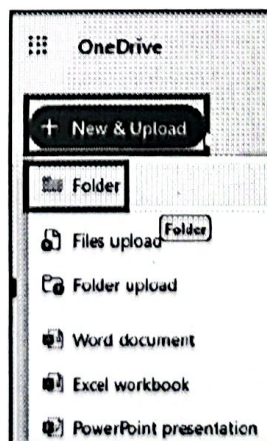 OneDrive
+ New & Upload
Folder
Files upload
Folder
Folder upload
Word document
Excel workbook
PowerPoint presentation